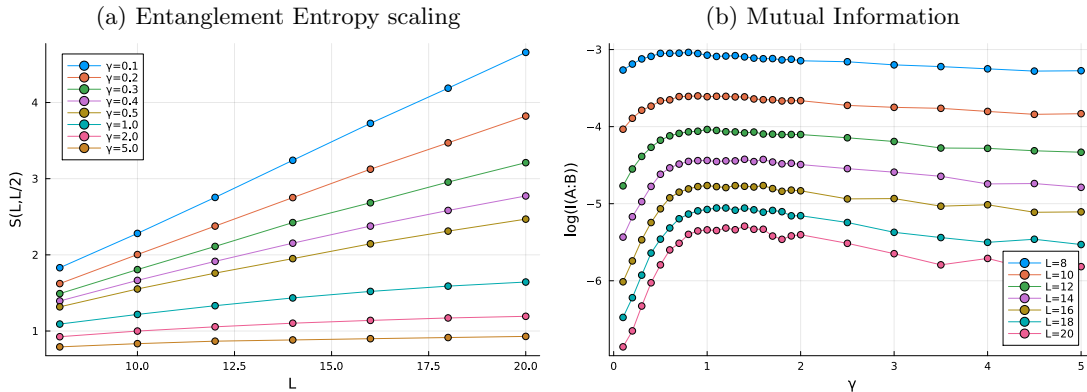 (a) Entanglement Entropy scaling
S(L,L/2)
4
3
2
1
γ=0.1
γ=0.2
γ=0.3
γ=0.4
γ=0.5
γ=1.0
γ=2.0
γ=5.0
10.0 12.5 15.0 17.5 20.0
L
(b) Mutual Information
log(I(A:B))
−3
−4
−5
−6
L=8
L=10
L=12
L=14
L=16
L=18
L=20
0 1 2 3 4 5
γ